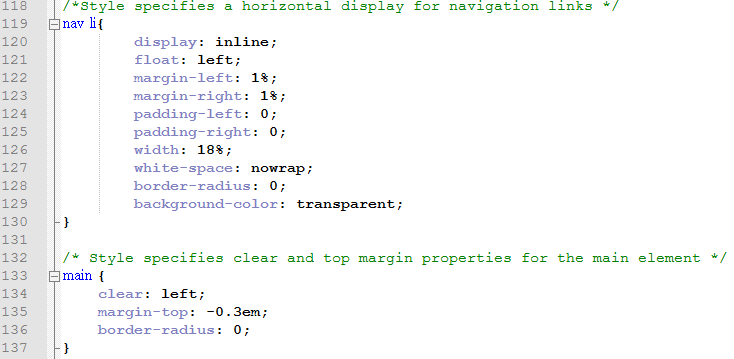 118 /*Style specifies a horizontal display for navigation links */
119 nav li{
120 display: inline;
121 float: left;
122 margin-left: 1%;
123 margin-right: 1%;
124 padding-left: 0;
125 padding-right: 0;
126 width: 18%;
127 white-space: nowrap;
128 border-radius: 0;
129 background-color: transparent;
130 }
131
132 /* Style specifies clear and top margin properties for the main element */
133 main {
134 clear: left;
135 margin-top: -0.3em;
136 border-radius: 0;
137 }